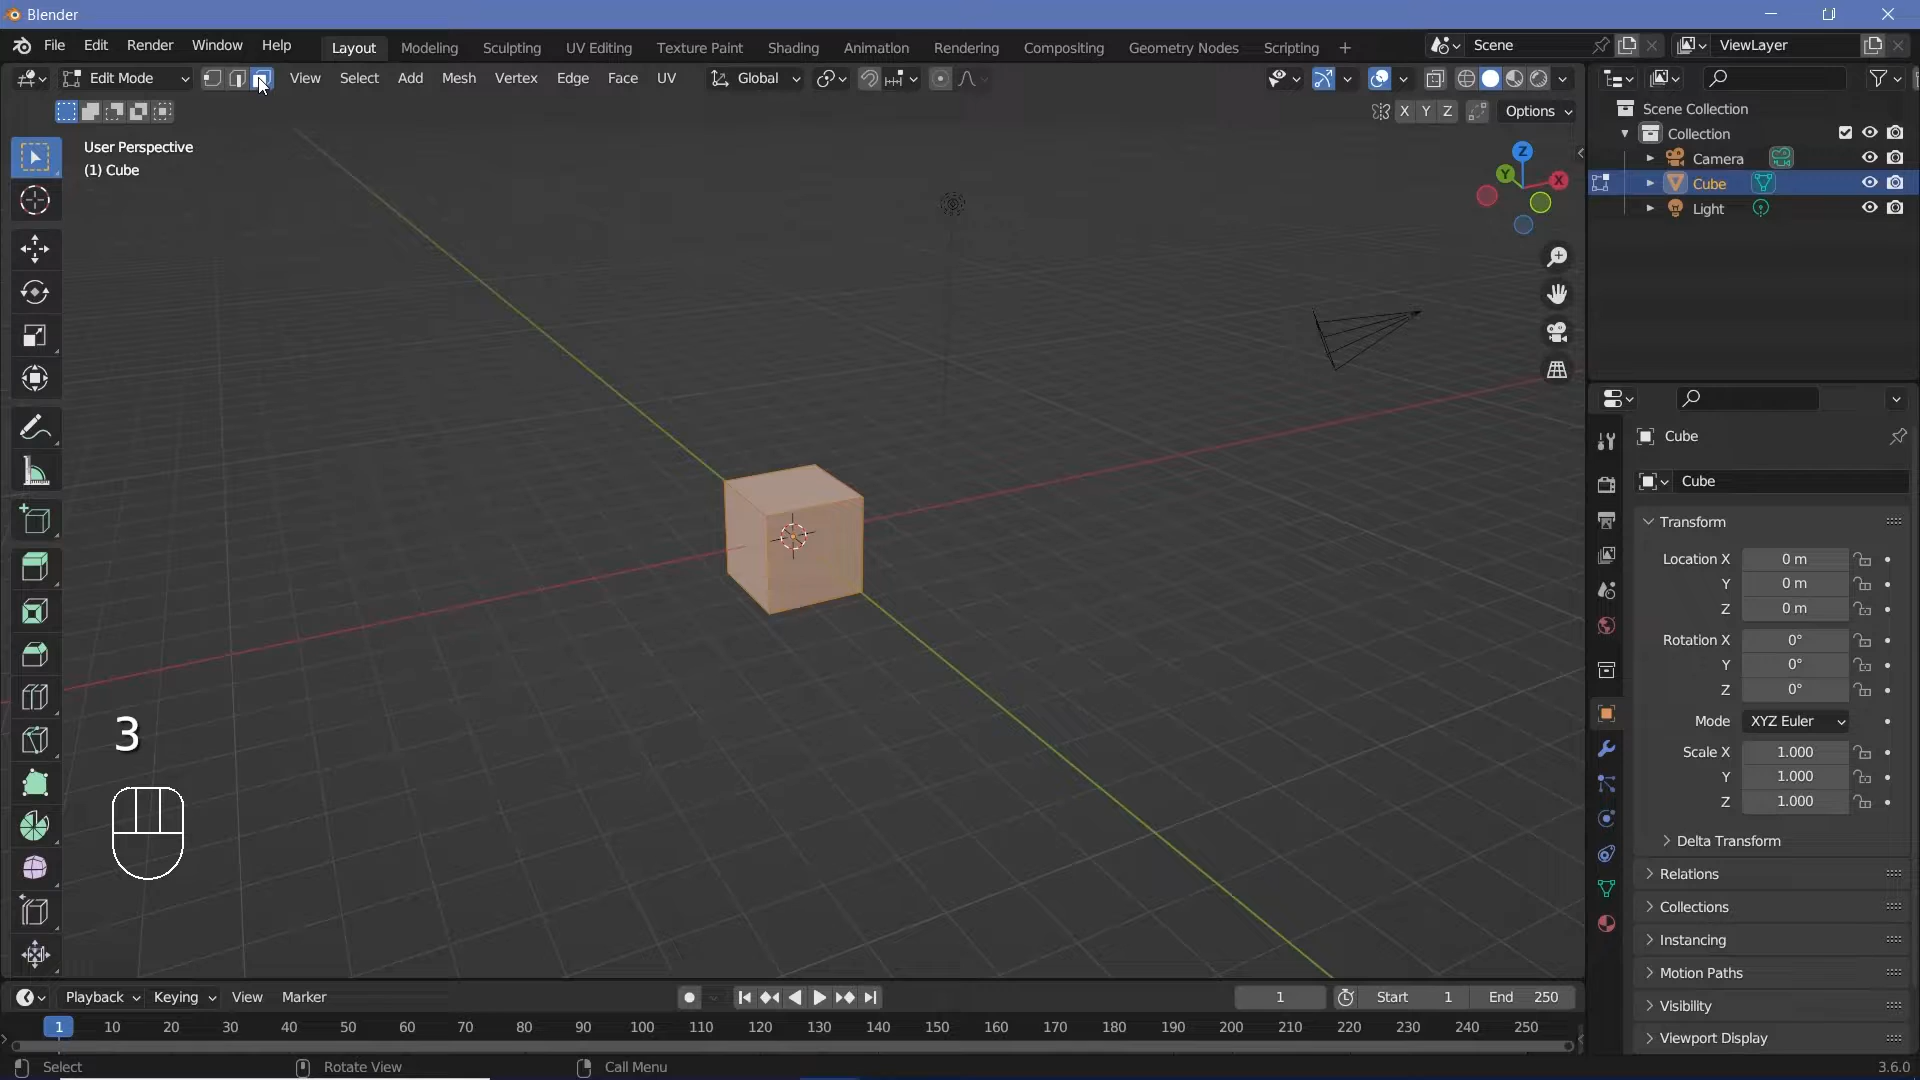 Blender
File Edit Render Window Help Layout Modeling Sculpting UV Editing Texture Paint Shading Animation Rendering Compositing Geometry Nodes Scripting + Scene ViewLayer
Edit Mode View Select Add Mesh Vertex Edge Face UV Global
X Y Z Options
User Perspective
(1) Cube
Z
Y X
Scene Collection
Collection
Camera
Cube
Light
Cube
Cube
Transform
Location X 0 m
Y 0 m
Z 0 m
Rotation X 0°
Y 0°
Z 0°
Mode XYZ Euler
Scale X 1.000
Y 1.000
Z 1.000
Delta Transform
Relations
Collections
Instancing
Motion Paths
Visibility
Viewport Display
3
Playback Keying View Marker 1 Start 1 End 250
1 10 20 30 40 50 60 70 80 90 100 110 120 130 140 150 160 170 180 190 200 210 220 230 240 250
Select Rotate View Call Menu 3.6.0